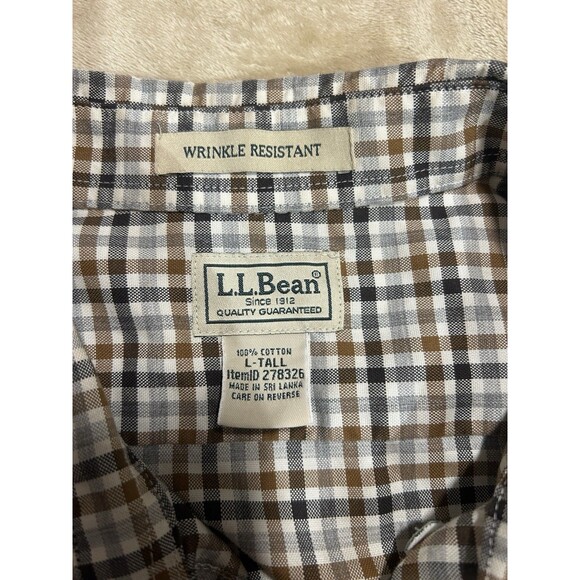 WRINKLE RESISTANT
L.L.Bean®
Since 1912
QUALITY GUARANTEED
100% COTTON
L-TALL
ItemID 278326
MADE IN SRI LANKA
CARE ON REVERSE